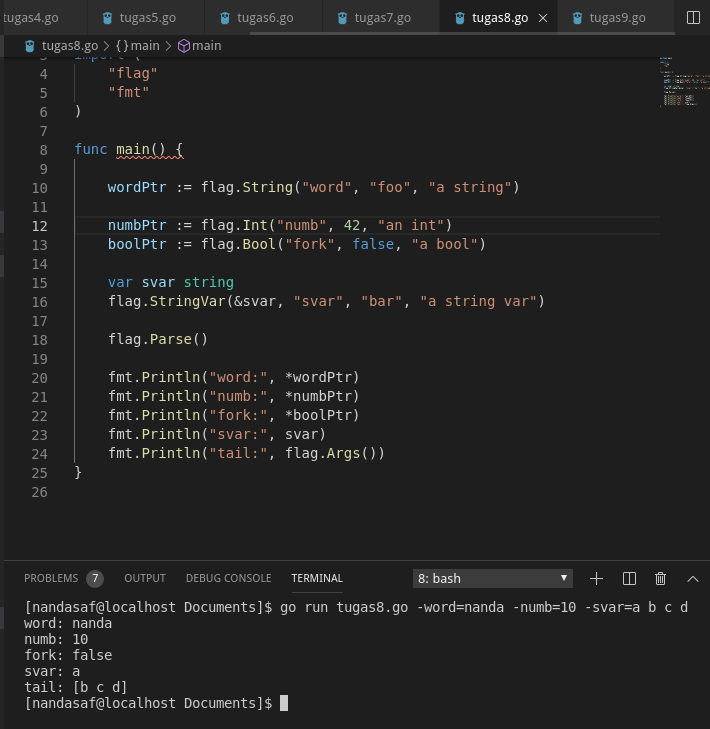 tugas4.go tugas5.go tugas6.go tugas7.go tugas8.go × tugas9.go
tugas8.go > {} main > main
3 import (
4 "flag"
5 "fmt"
6 )
7
8 func main() {
9
10 wordPtr := flag.String("word", "foo", "a string")
11
12 numbPtr := flag.Int("numb", 42, "an int")
13 boolPtr := flag.Bool("fork", false, "a bool")
14
15 var svar string
16 flag.StringVar(&svar, "svar", "bar", "a string var")
17
18 flag.Parse()
19
20 fmt.Println("word:", *wordPtr)
21 fmt.Println("numb:", *numbPtr)
22 fmt.Println("fork:", *boolPtr)
23 fmt.Println("svar:", svar)
24 fmt.Println("tail:", flag.Args())
25 }
26
PROBLEMS 7 OUTPUT DEBUG CONSOLE TERMINAL 8: bash
[nandasaf@localhost Documents]$ go run tugas8.go -word=nanda -numb=10 -svar=a b c d
word: nanda
numb: 10
fork: false
svar: a
tail: [b c d]
[nandasaf@localhost Documents]$